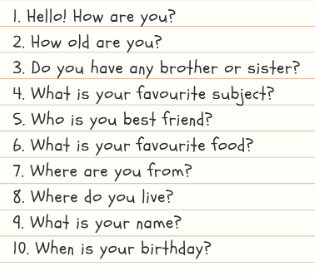 1. Hello! How are you?
2. How old are you?
3. Do you have any brother or sister?
4. What is your favourite subject?
5. Who is you best friend?
6. What is your favourite food?
7. Where are you from?
8. Where do you live?
9. What is your name?
10. When is your birthday?